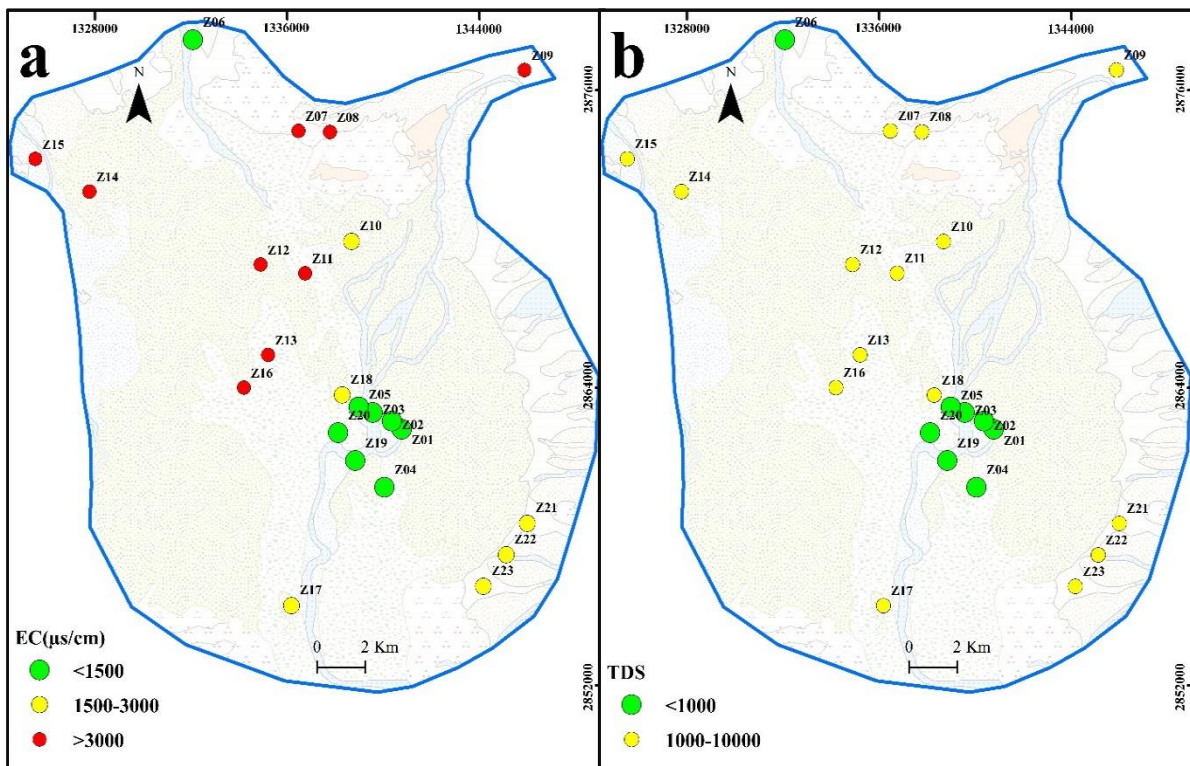 a
1328000
1336000
1344000
Z06
N
Z09
2876000
Z07
Z08
Z15
Z14
Z10
Z12
Z11
Z13
Z16
2864000
Z18
Z05
Z03
Z20
Z02
Z01
Z19
Z04
Z21
Z22
Z23
Z17
EC(µs/cm)
<1500
1500-3000
>3000
0 2 Km
2852000
b
1328000
1336000
1344000
Z06
N
Z09
2876000
Z07
Z08
Z15
Z14
Z10
Z12
Z11
Z13
Z16
2864000
Z18
Z05
Z03
Z20
Z02
Z01
Z19
Z04
Z21
Z22
Z23
Z17
TDS
<1000
1000-10000
0 2 Km
2852000